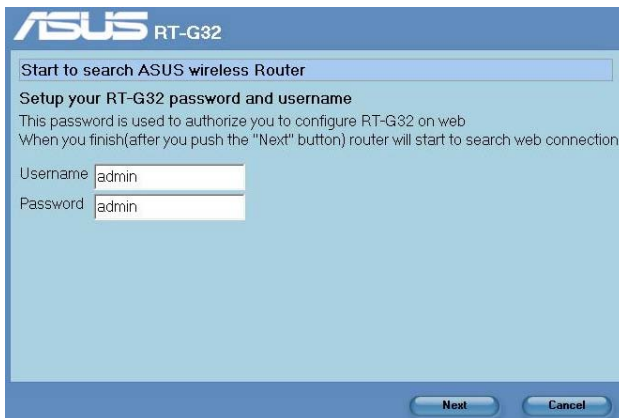 ASUS RT-G32
Start to search ASUS wireless Router
Setup your RT-G32 password and username
This password is used to authorize you to configure RT-G32 on web
When you finish(after you push the "Next" button) router will start to search web connection
Username admin
Password admin
Next Cancel